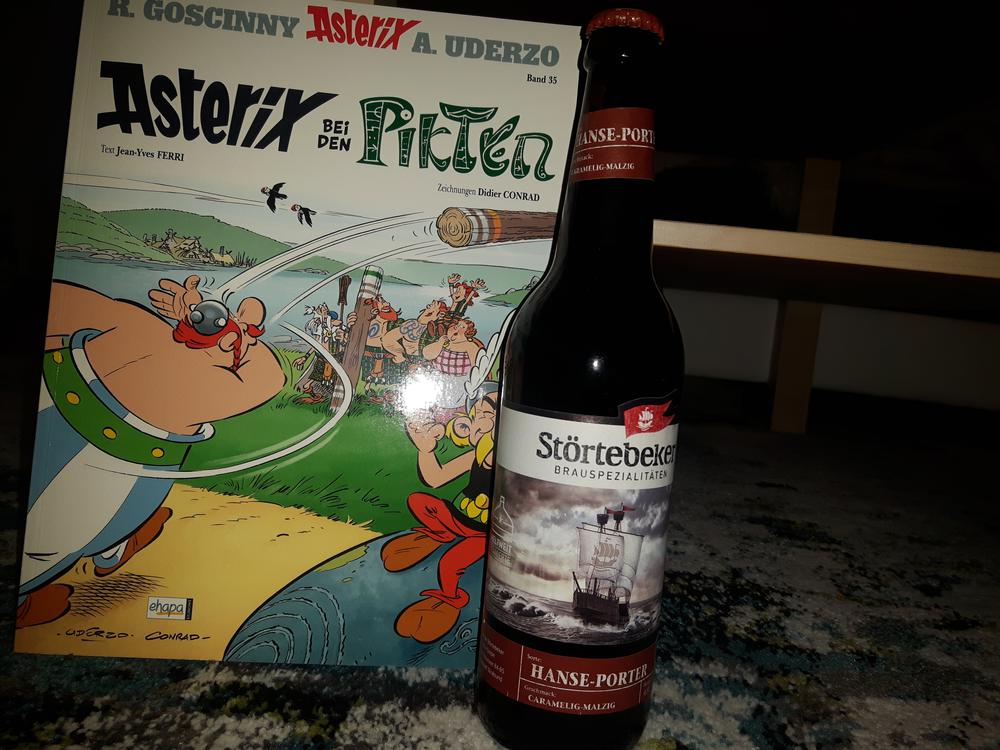 R. GOSCINNY Asterix A. UDERZO
Band 35
Asterix BEI DEN PikTen
Text Jean-Yves FERRI
Zeichnungen Didier CONRAD
ehapa
UDERZO - CONRAD -
HANSE-PORT
CARAMELIG-MALZIG
Störtebeker
BRAUSPEZIALITÄTEN
Sorte:
HANSE-PORTER
Geschmack:
CARAMELIG-MALZIG